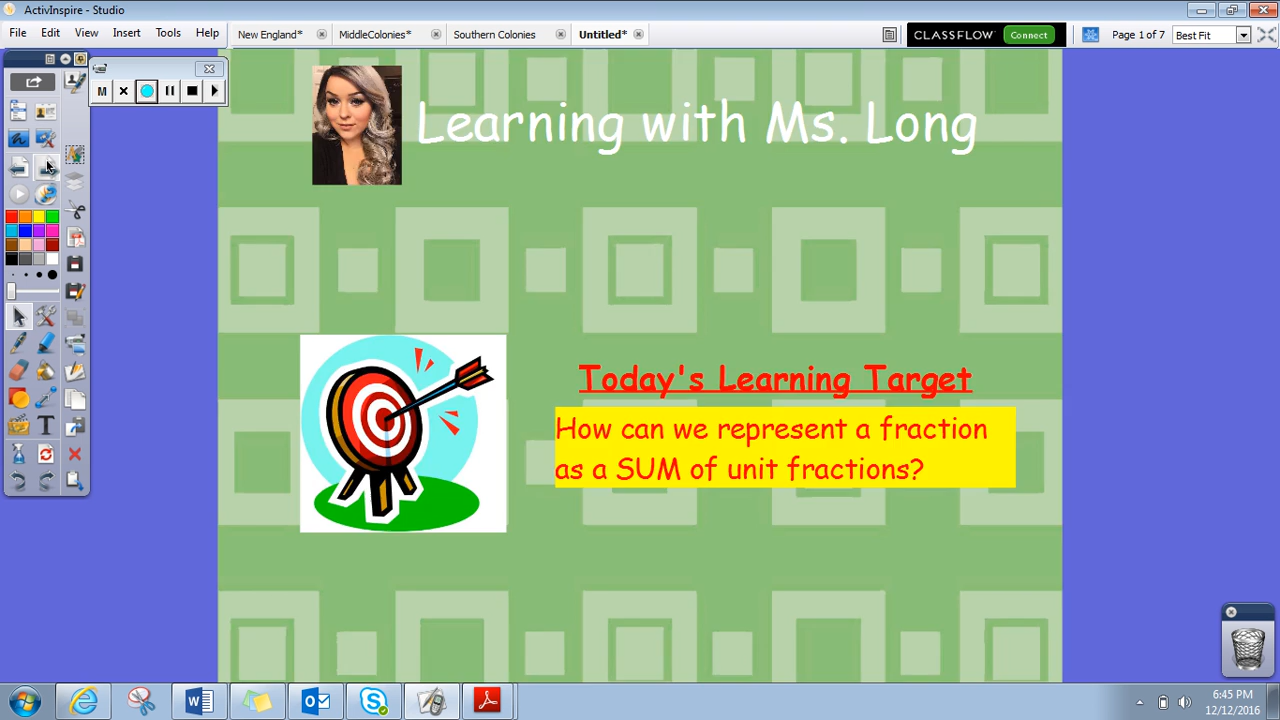 ActivInspire - Studio
File Edit View Insert Tools Help
New England* MiddleColonies* Southern Colonies Untitled*
CLASSFLOW Connect
Page 1 of 7 Best Fit
M
Learning with Ms. Long
T
Today's Learning Target
How can we represent a fraction
as a SUM of unit fractions?
6:45 PM
12/12/2016